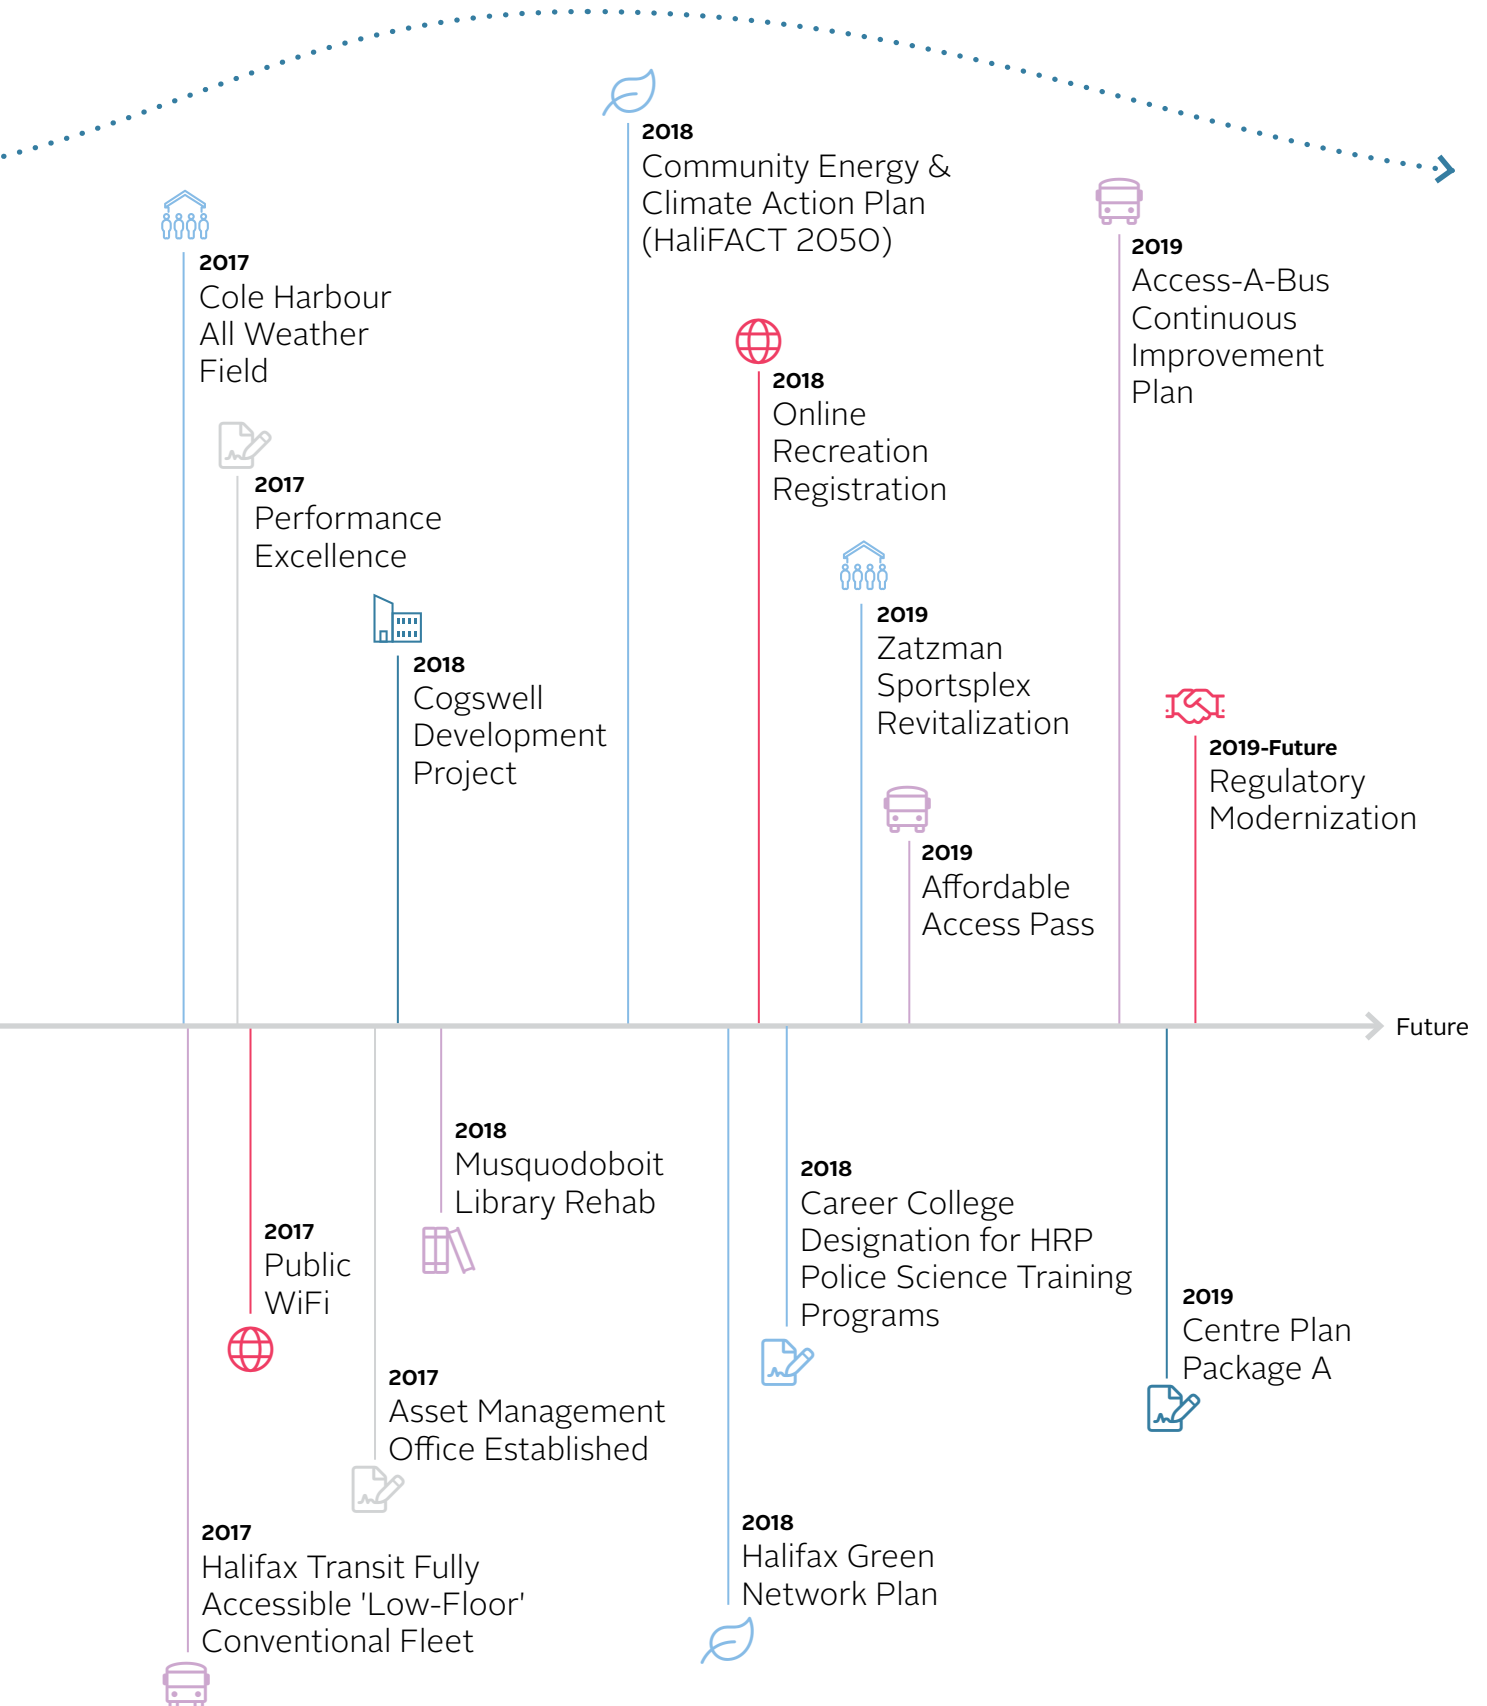 2018
Community Energy &
Climate Action Plan
(HaliFACT 2050)
2017
Cole Harbour
All Weather
Field
2019
Access-A-Bus
Continuous
Improvement
Plan
2018
Online
Recreation
Registration
2017
Performance
Excellence
2018
Cogswell
Development
Project
2019
Zatzman
Sportsplex
Revitalization
2019-Future
Regulatory
Modernization
2019
Affordable
Access Pass
Future
2018
Musquodoboit
Library Rehab
2018
Career College
Designation for HRP
Police Science Training
Programs
2017
Public
WiFi
2019
Centre Plan
Package A
2017
Asset Management
Office Established
2018
Halifax Green
Network Plan
2017
Halifax Transit Fully
Accessible 'Low-Floor'
Conventional Fleet